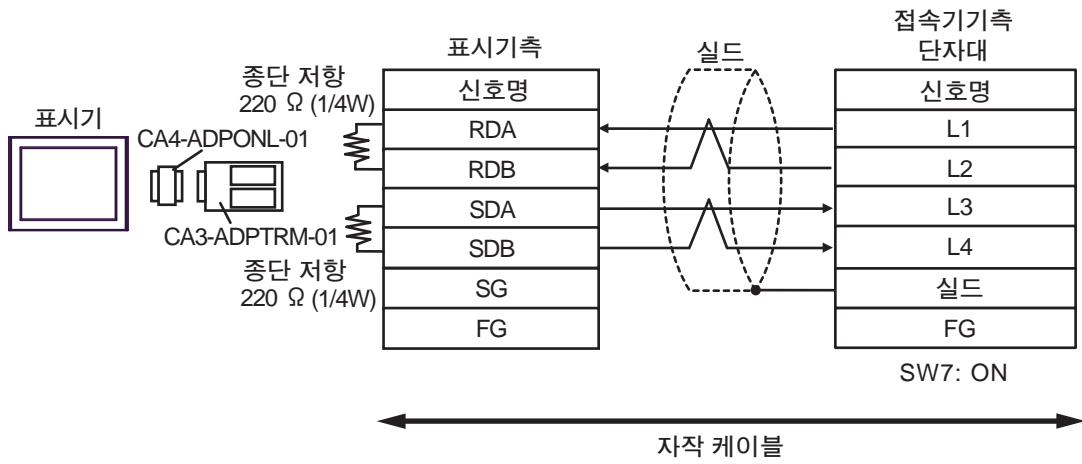 표시기
CA4-ADPONL-01
CA3-ADPTRM-01
종단 저항
220 Ω (1/4W)
종단 저항
220 Ω (1/4W)
표시기측
신호명
RDA
RDB
SDA
SDB
SG
FG
실드
접속기기측
단자대
신호명
L1
L2
L3
L4
실드
FG
SW7: ON
자작 케이블